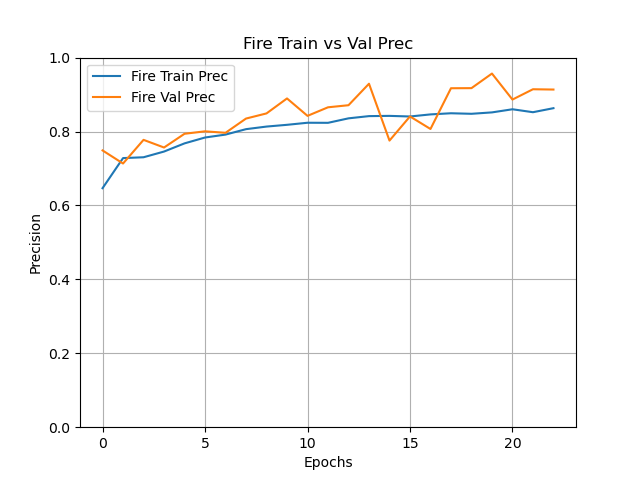 Fire Train vs Val Prec
Fire Train Prec
Fire Val Prec
1.0
0.8
0.6
0.4
0.2
0.0
Precision
0 5 10 15 20
Epochs